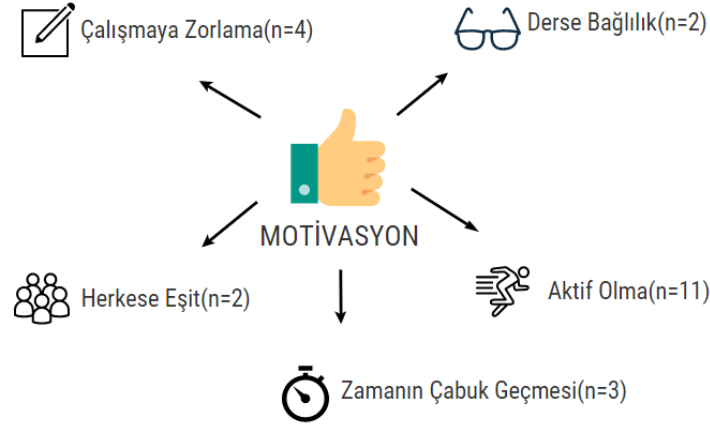 Çalışmaya Zorlama(n=4)
Derse Bağlılık(n=2)
MOTİVASYON
Herkese Eşit(n=2)
Aktif Olma(n=11)
Zamanın Çabuk Geçmesi(n=3)